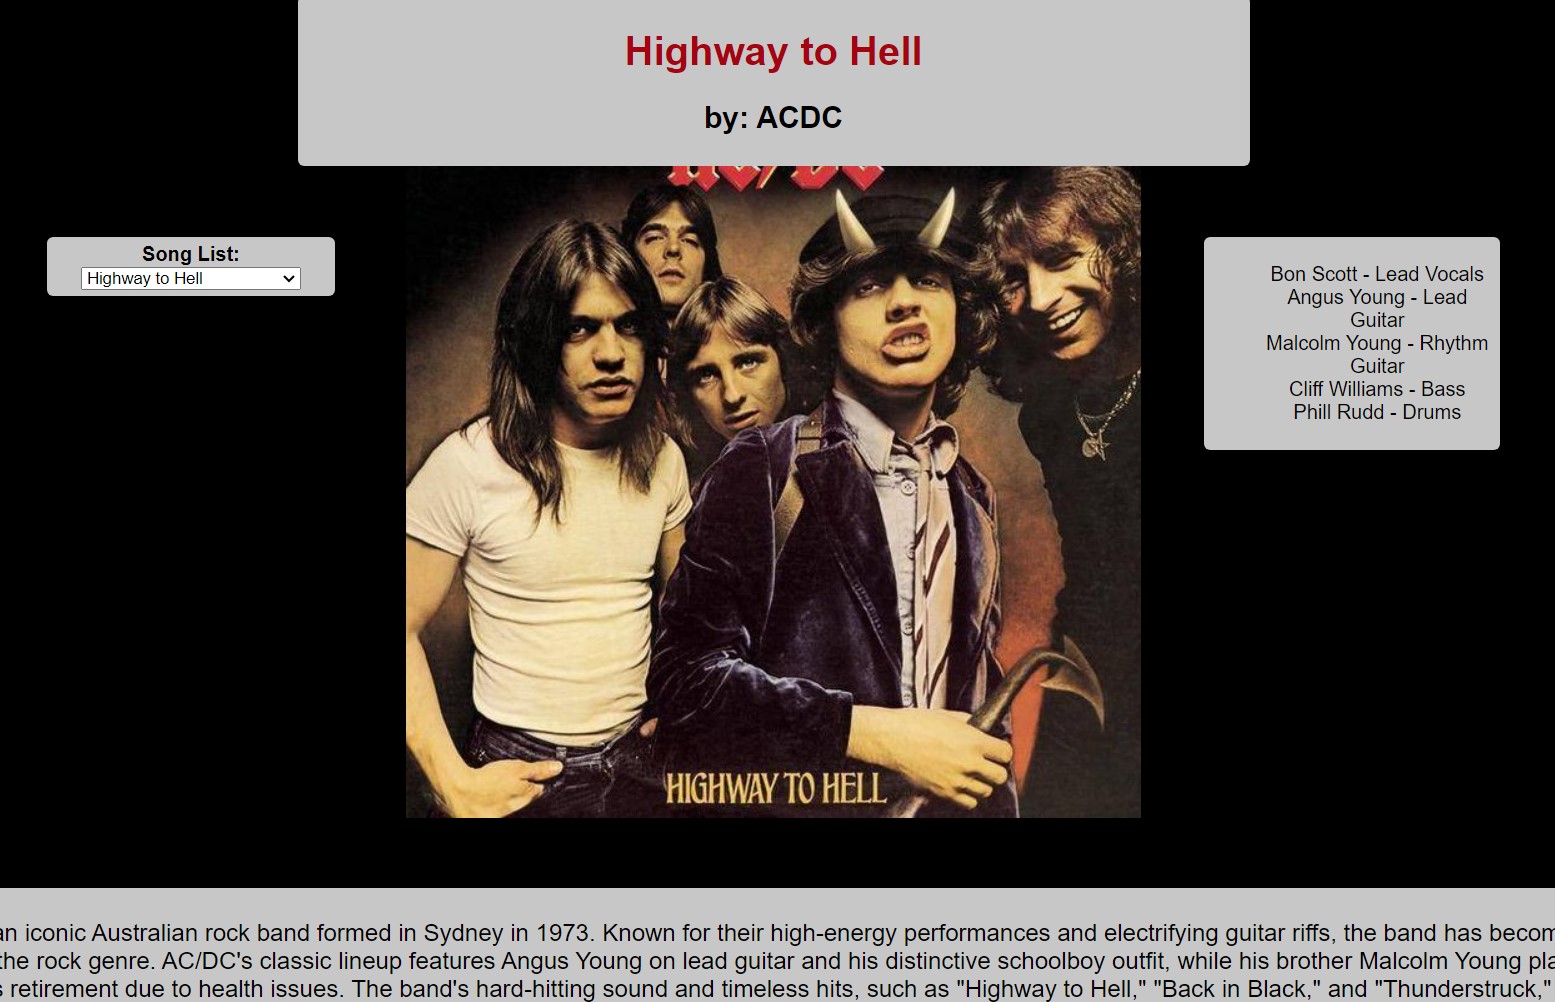 Highway to Hell
by: ACDC
Song List:
Highway to Hell
Bon Scott - Lead Vocals
Angus Young - Lead
Guitar
Malcolm Young - Rhythm
Guitar
Cliff Williams - Bass
Phill Rudd - Drums
AC/DC
HIGHWAY TO HELL
an iconic Australian rock band formed in Sydney in 1973. Known for their high-energy performances and electrifying guitar riffs, the band has becom
the rock genre. AC/DC's classic lineup features Angus Young on lead guitar and his distinctive schoolboy outfit, while his brother Malcolm Young pla
s retirement due to health issues. The band's hard-hitting sound and timeless hits, such as "Highway to Hell," "Back in Black," and "Thunderstruck,"